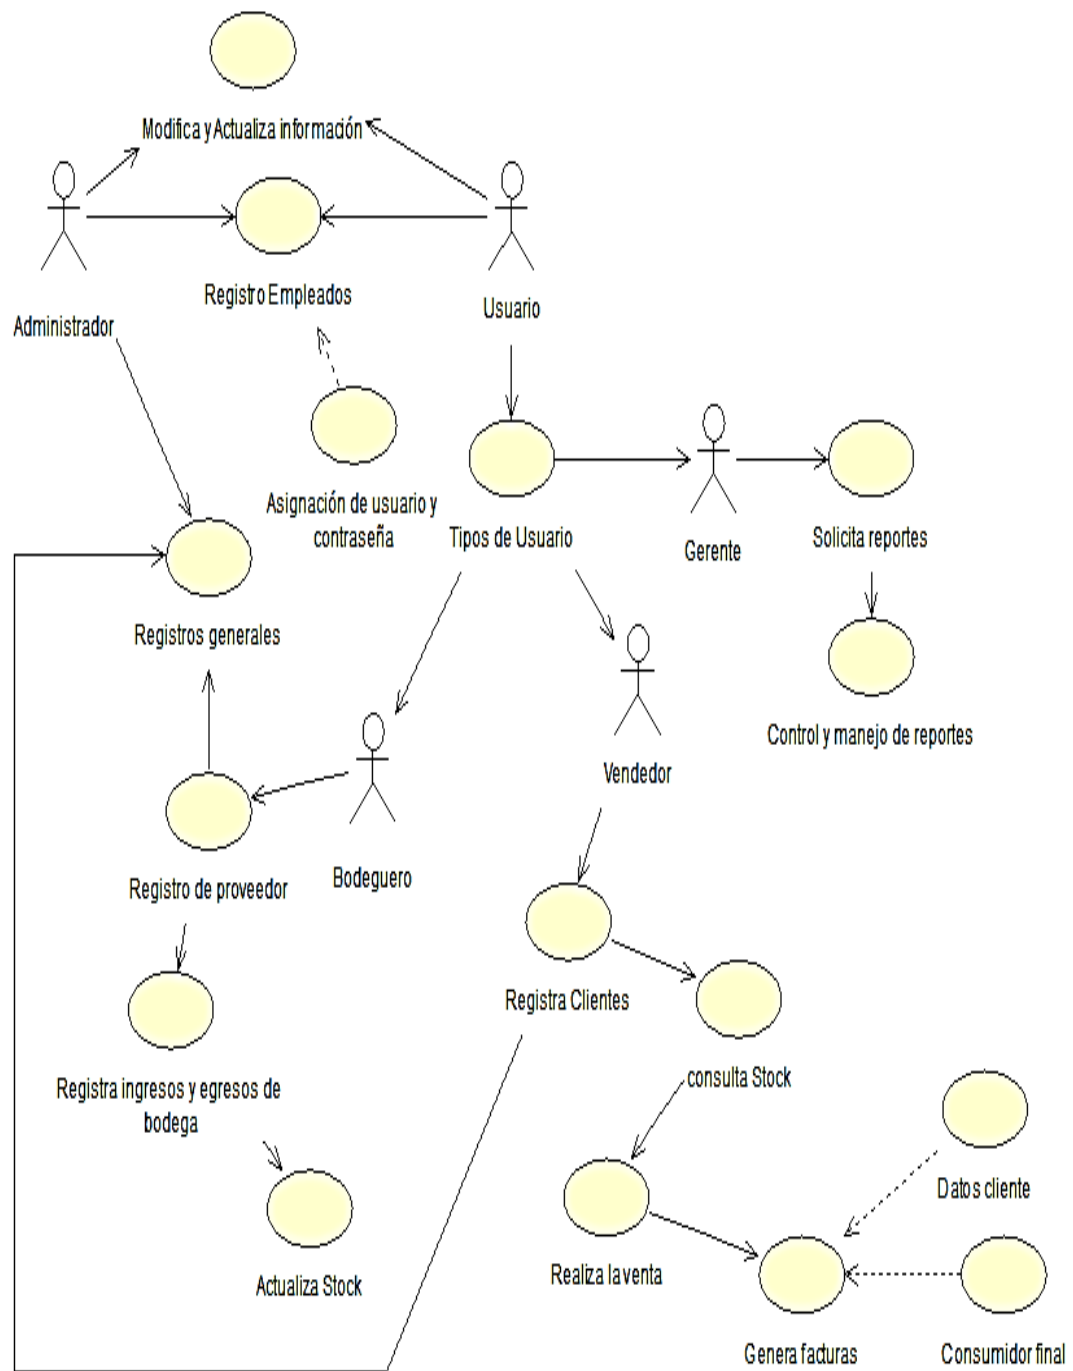 Modifica y Actualiza información
Registro Empleados
Usuario
Administrador
Asignación de usuario y
contraseña
Tipos de Usuario
Gerente
Solicita reportes
Registros generales
Control y manejo de reportes
Vendedor
Bodeguero
Registro de proveedor
Registra Clientes
consulta Stock
Registra ingresos y egresos de
bodega
Datos cliente
Realiza la venta
Actualiza Stock
Genera facturas
Consumidor final